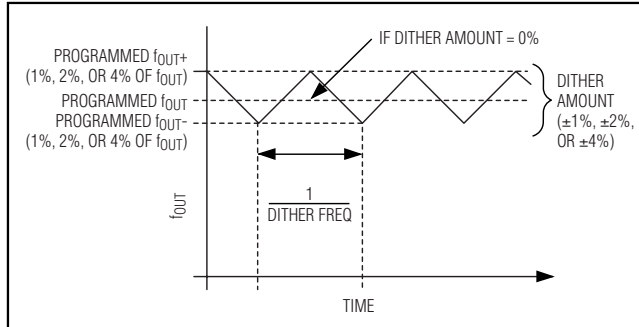 PROGRAMMED fOUT+
(1%, 2%, OR 4% OF fOUT)
PROGRAMMED fOUT
PROGRAMMED fOUT-
(1%, 2%, OR 4% OF fOUT)
IF DITHER AMOUNT = 0%
DITHER
AMOUNT
(±1%, ±2%,
OR ±4%)
fOUT
1
DITHER FREQ
TIME